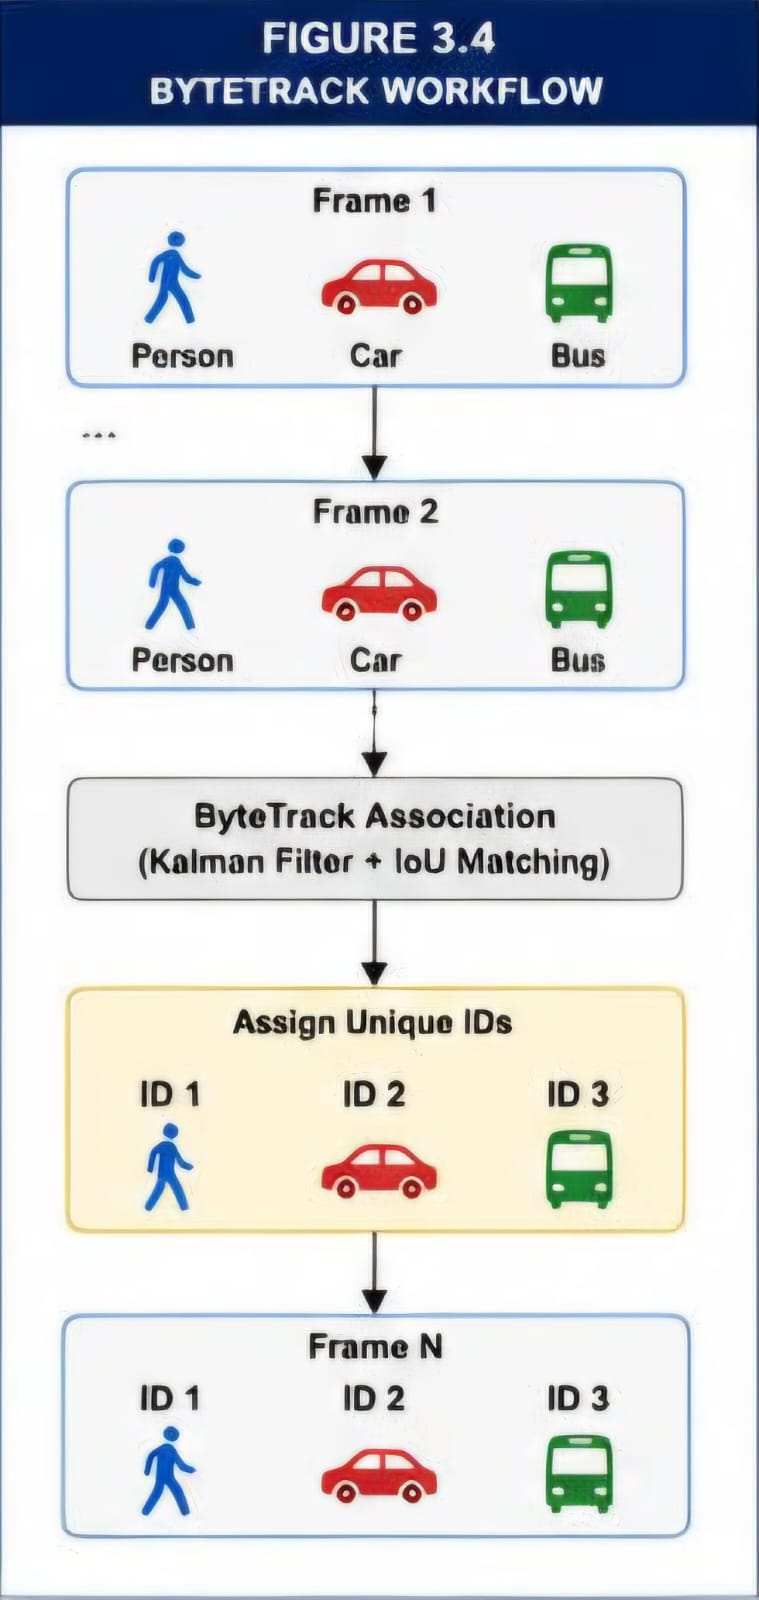 FIGURE 3.4
BYTETRACK WORKFLOW
Frame 1
Person Car Bus
...
Frame 2
Person Car Bus
ByteTrack Association
(Kalman Filter + IoU Matching)
Assign Unique IDs
ID 1 ID 2 ID 3
Frame N
ID 1 ID 2 ID 3